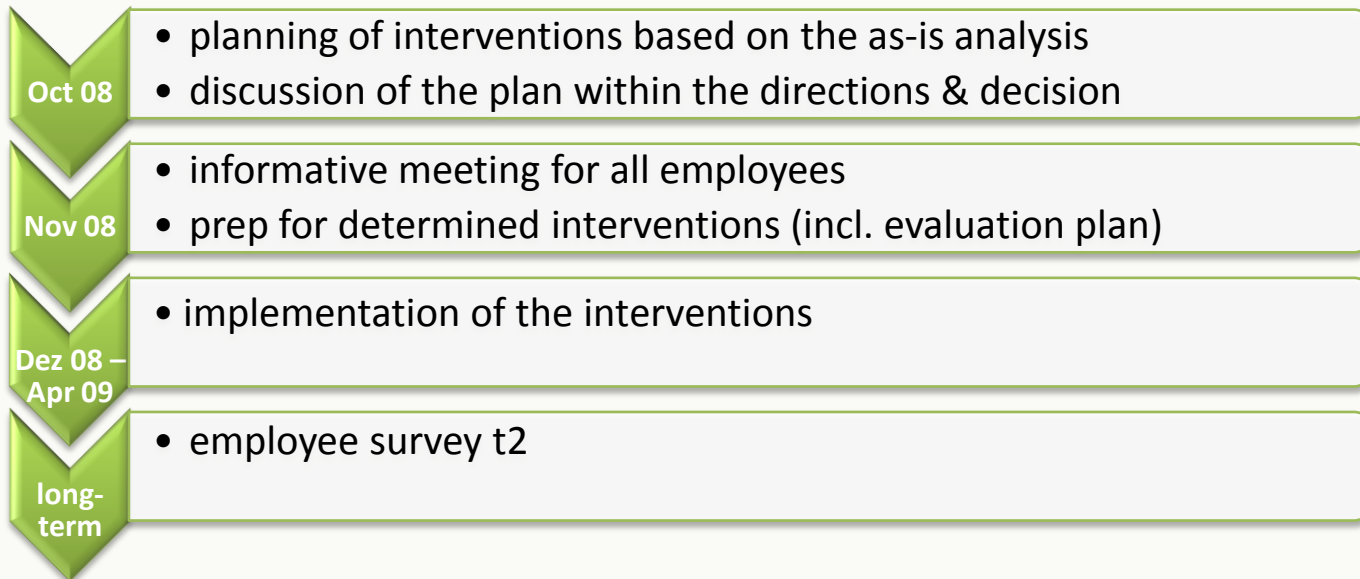 Oct 08
• planning of interventions based on the as-is analysis
• discussion of the plan within the directions & decision
Nov 08
• informative meeting for all employees
• prep for determined interventions (incl. evaluation plan)
Dez 08 –
Apr 09
• implementation of the interventions
long-
term
• employee survey t2